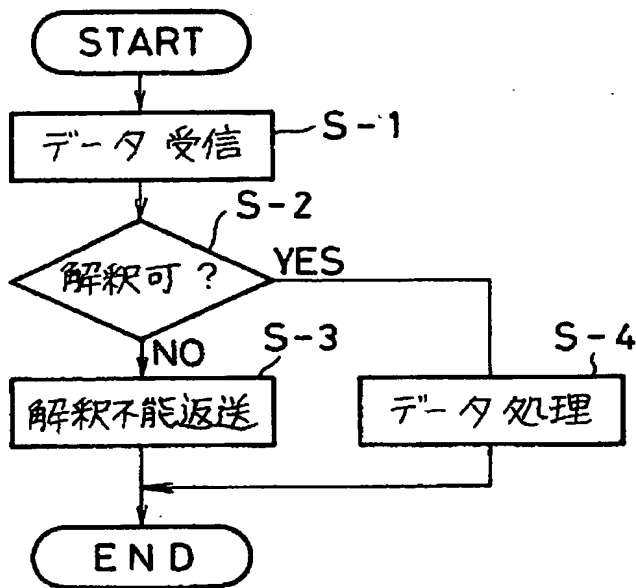 START
データ 受信
S-1
S-2
解釈可?
YES
NO
S-3
S-4
解釈不能返送
データ 処理
END